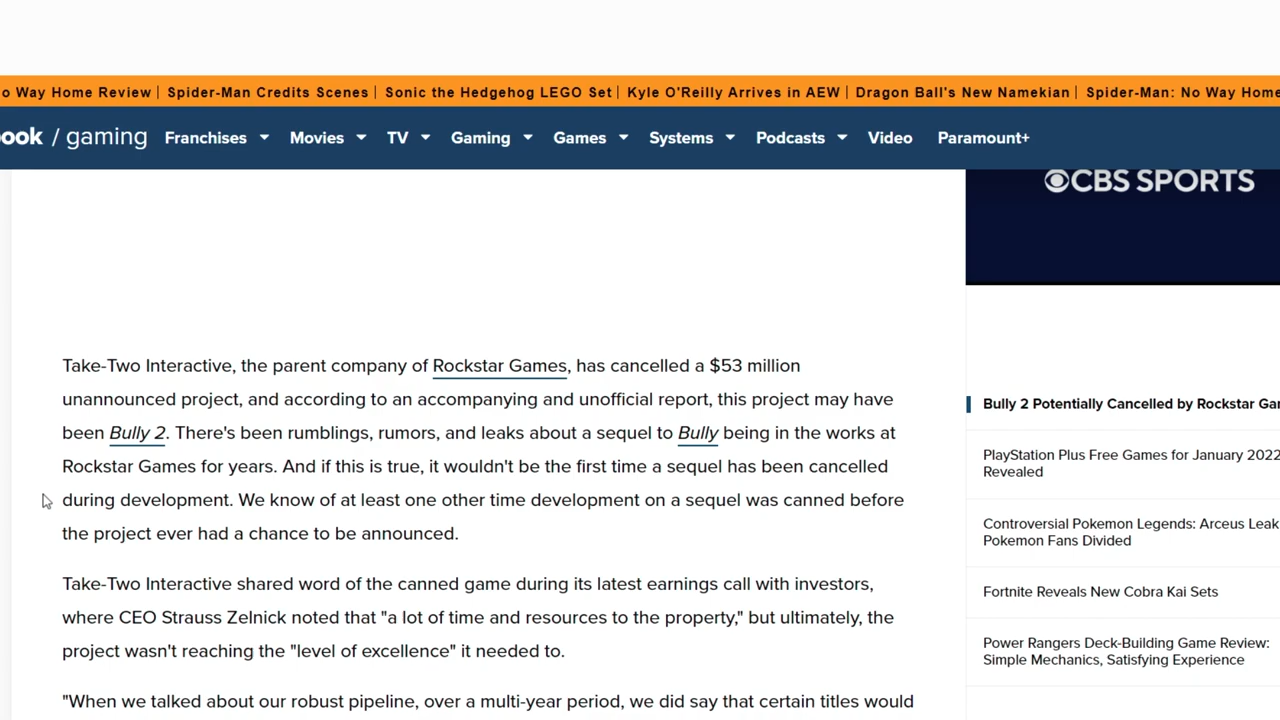 o Way Home Review | Spider-Man Credits Scenes | Sonic the Hedgehog LEGO Set | Kyle O'Reilly Arrives in AEW | Dragon Ball's New Namekian | Spider-Man: No Way Home
ook / gaming Franchises Movies TV Gaming Games Systems Podcasts Video Paramount+
CBS SPORTS
Take-Two Interactive, the parent company of Rockstar Games, has cancelled a $53 million
unannounced project, and according to an accompanying and unofficial report, this project may have
been Bully 2. There's been rumblings, rumors, and leaks about a sequel to Bully being in the works at
Rockstar Games for years. And if this is true, it wouldn't be the first time a sequel has been cancelled
during development. We know of at least one other time development on a sequel was canned before
the project ever had a chance to be announced.
Take-Two Interactive shared word of the canned game during its latest earnings call with investors,
where CEO Strauss Zelnick noted that "a lot of time and resources to the property," but ultimately, the
project wasn't reaching the "level of excellence" it needed to.
"When we talked about our robust pipeline, over a multi-year period, we did say that certain titles would
Bully 2 Potentially Cancelled by Rockstar Gar
PlayStation Plus Free Games for January 2022
Revealed
Controversial Pokemon Legends: Arceus Leak
Pokemon Fans Divided
Fortnite Reveals New Cobra Kai Sets
Power Rangers Deck-Building Game Review:
Simple Mechanics, Satisfying Experience